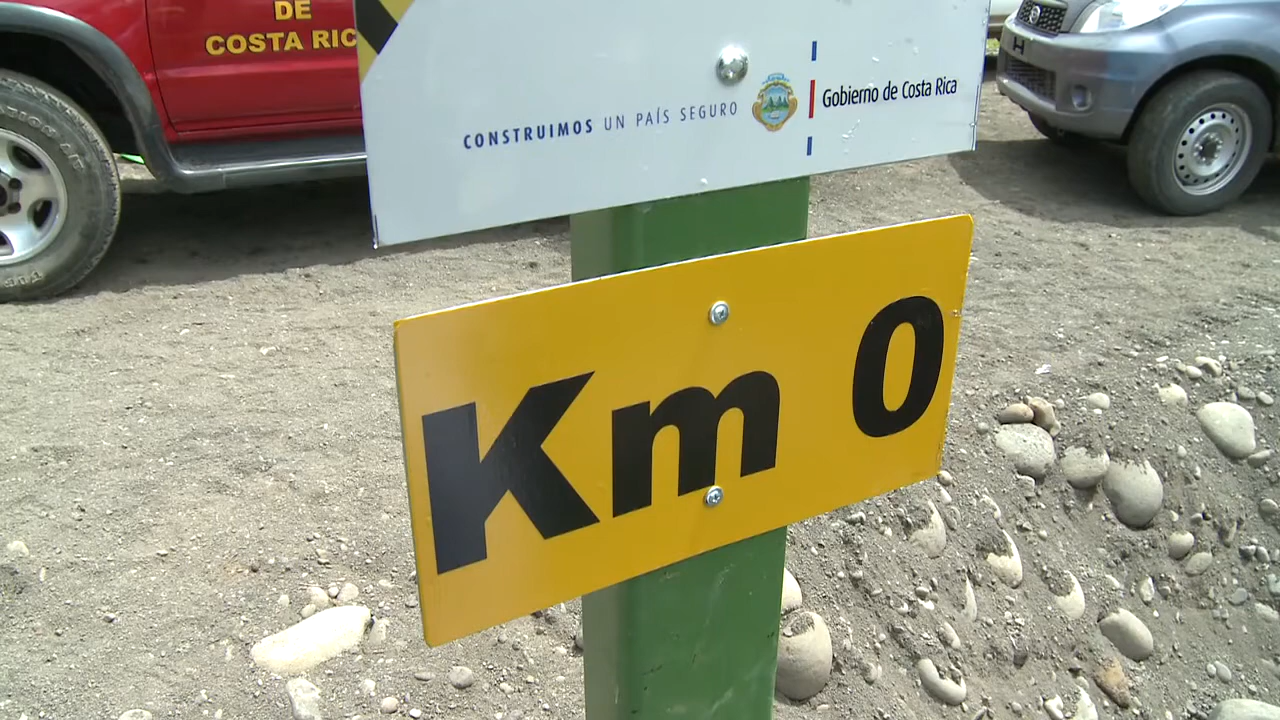 DE
COSTA RIC
CONSTRUIMOS UN PAÍS SEGURO
Gobierno de Costa Rica
Km 0